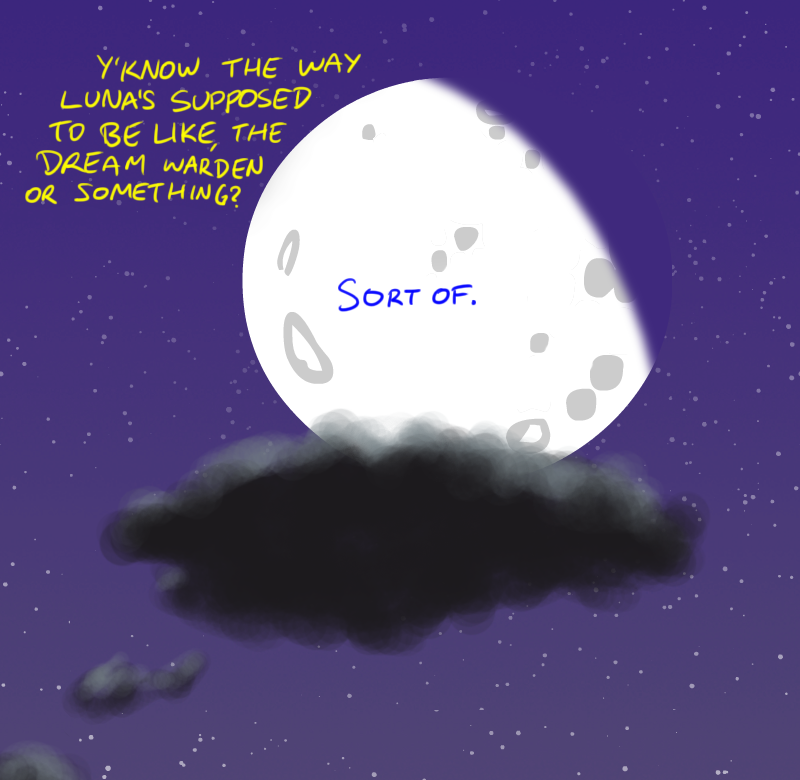 Y'KNOW THE WAY
LUNA'S SUPPOSED
TO BE LIKE, THE
DREAM WARDEN
OR SOMETHING?
SORT OF.